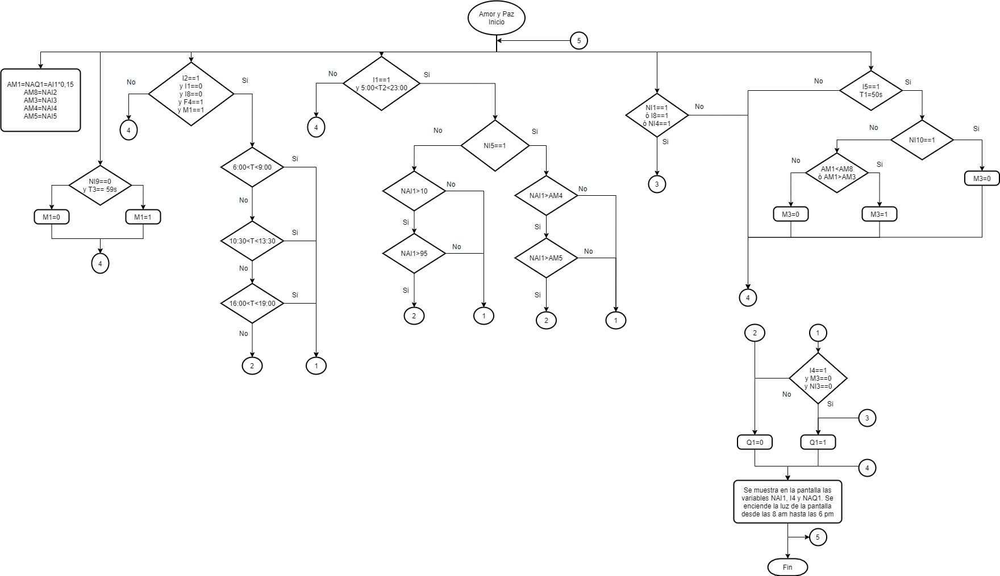 Amor y Paz
Inicio
5
AM1=NAQ1=AI1*0,15
AM8=NAI2
AM3=NAI3
AM4=NAI4
AM5=NAI5
NI9==0
y T3== 59s
M1=0
M1=1
4
No
I2==1
y I1==0
y I8==0
y F4==1
y M1==1
Si
4
6:00<T<9:00
Si
No
10:30<T<13:30
Si
No
16:00<T<19:00
Si
No
2
1
No
I1==1
y 5:00<T2<23:00
Si
4
No
NI5==1
Si
NAI1>10
No
Si
NAI1>95
No
Si
2
1
NAI1>AM4
No
Si
NAI1>AM5
No
Si
2
1
NI1==1
ó I8==1
ó NI4==1
No
Si
3
No
I5==1
T1=50s
Si
No
NI10==1
Si
No
AM1<AM8
ó AM1>AM3
Si
M3=0
M3=0
M3=1
4
2
1
I4==1
y M3==0
y NI3==0
No
Si
3
Q1=0
Q1=1
4
Se muestra en la pantalla las
variables NAI1, I4 y NAQ1. Se
enciende la luz de la pantalla
desde las 8 am hasta las 6 pm
5
Fin